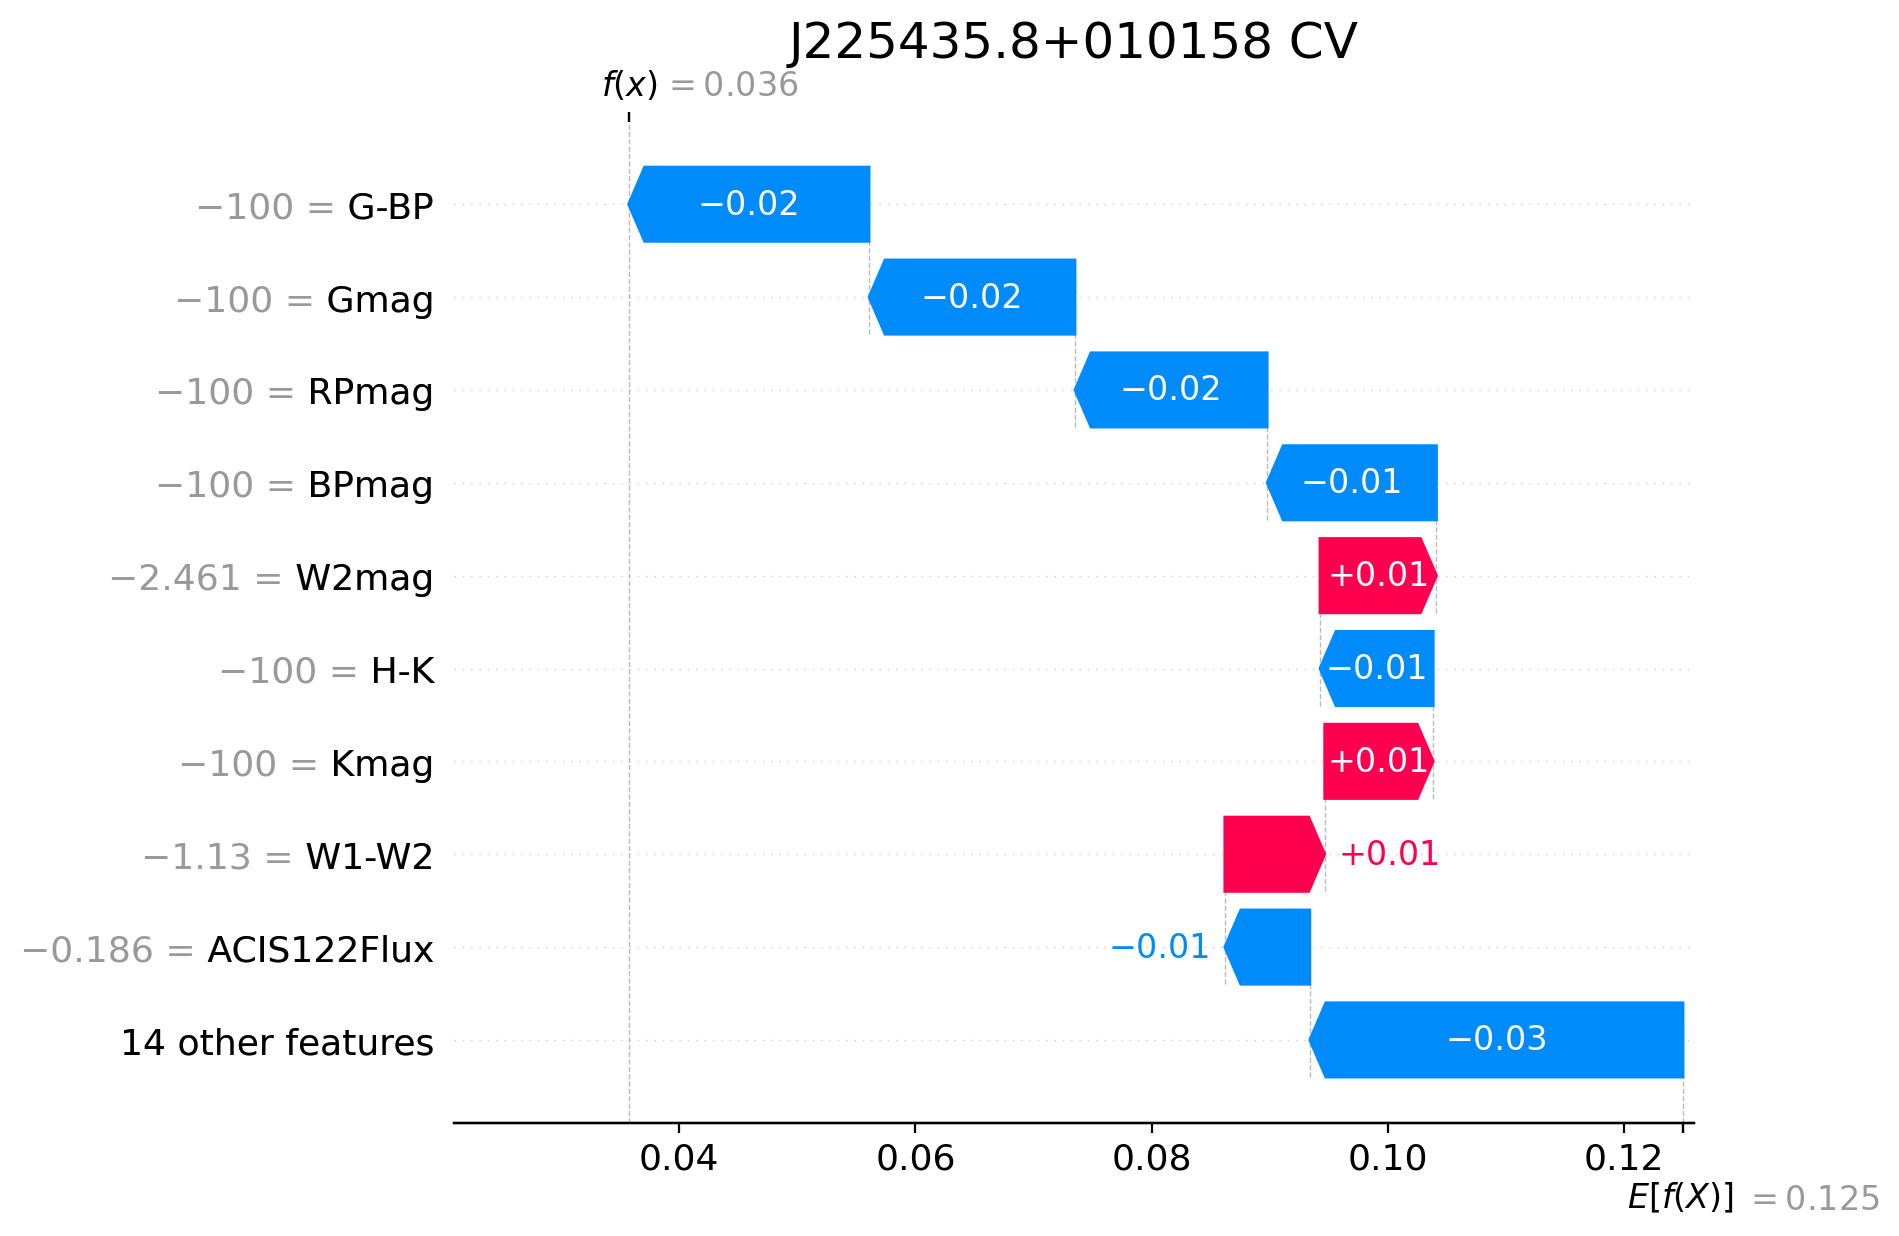 J225435.8+010158 CV
f(x) = 0.036
−100 = G-BP −0.02
−100 = Gmag −0.02
−100 = RPmag −0.02
−100 = BPmag −0.01
−2.461 = W2mag +0.01
−100 = H-K −0.01
−100 = Kmag +0.01
−1.13 = W1-W2 +0.01
−0.186 = ACIS122Flux −0.01
14 other features −0.03
0.04 0.06 0.08 0.10 0.12
E[f(X)] = 0.125